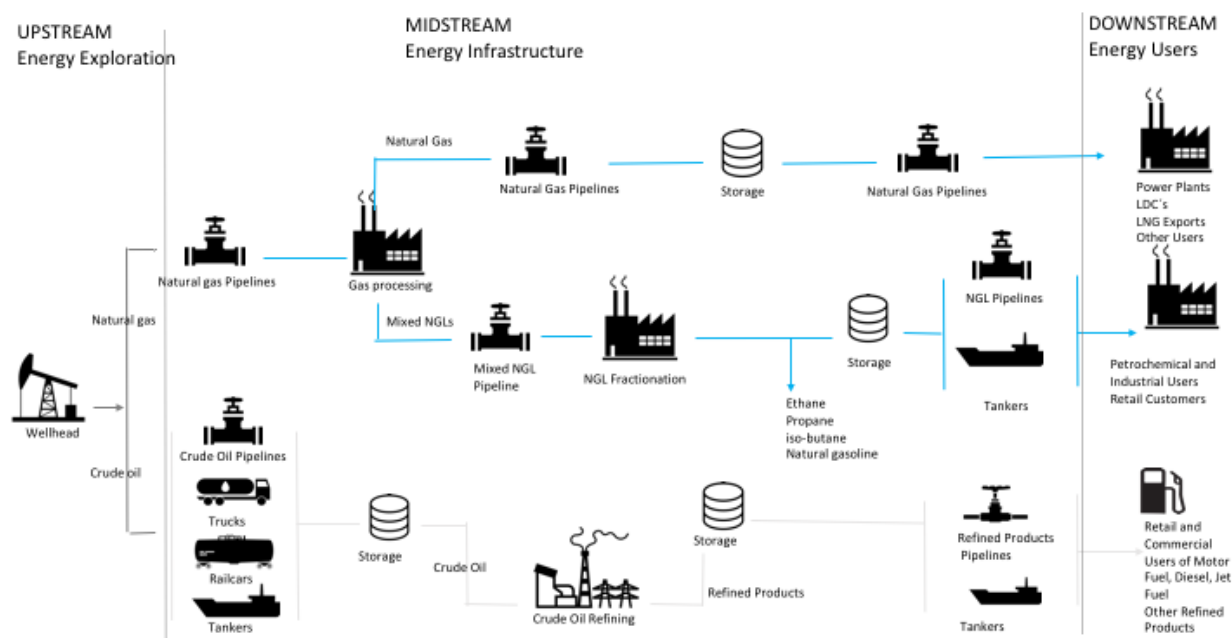 UPSTREAM
Energy Exploration
MIDSTREAM
Energy Infrastructure
DOWNSTREAM
Energy Users
Natural Gas
Natural Gas Pipelines
Storage
Natural Gas Pipelines
Power Plants
LDC´s
LNG Exports
Other Users
Natural gas Pipelines
Gas processing
Natural gas
Mixed NGLs
Mixed NGL
Pipeline
NGL Fractionation
Storage
NGL Pipelines
Tankers
Petrochemical and
Industrial Users
Retail Customers
Ethane
Propane
iso-butane
Natural gasoline
Wellhead
Crude oil
Crude Oil Pipelines
Trucks
Railcars
Tankers
Storage
Crude Oil
Crude Oil Refining
Storage
Refined Products
Refined Products
Pipelines
Tankers
Retail and
Commercial
Users of Motor
Fuel, Diesel, Jet
Fuel
Other Refined
Products